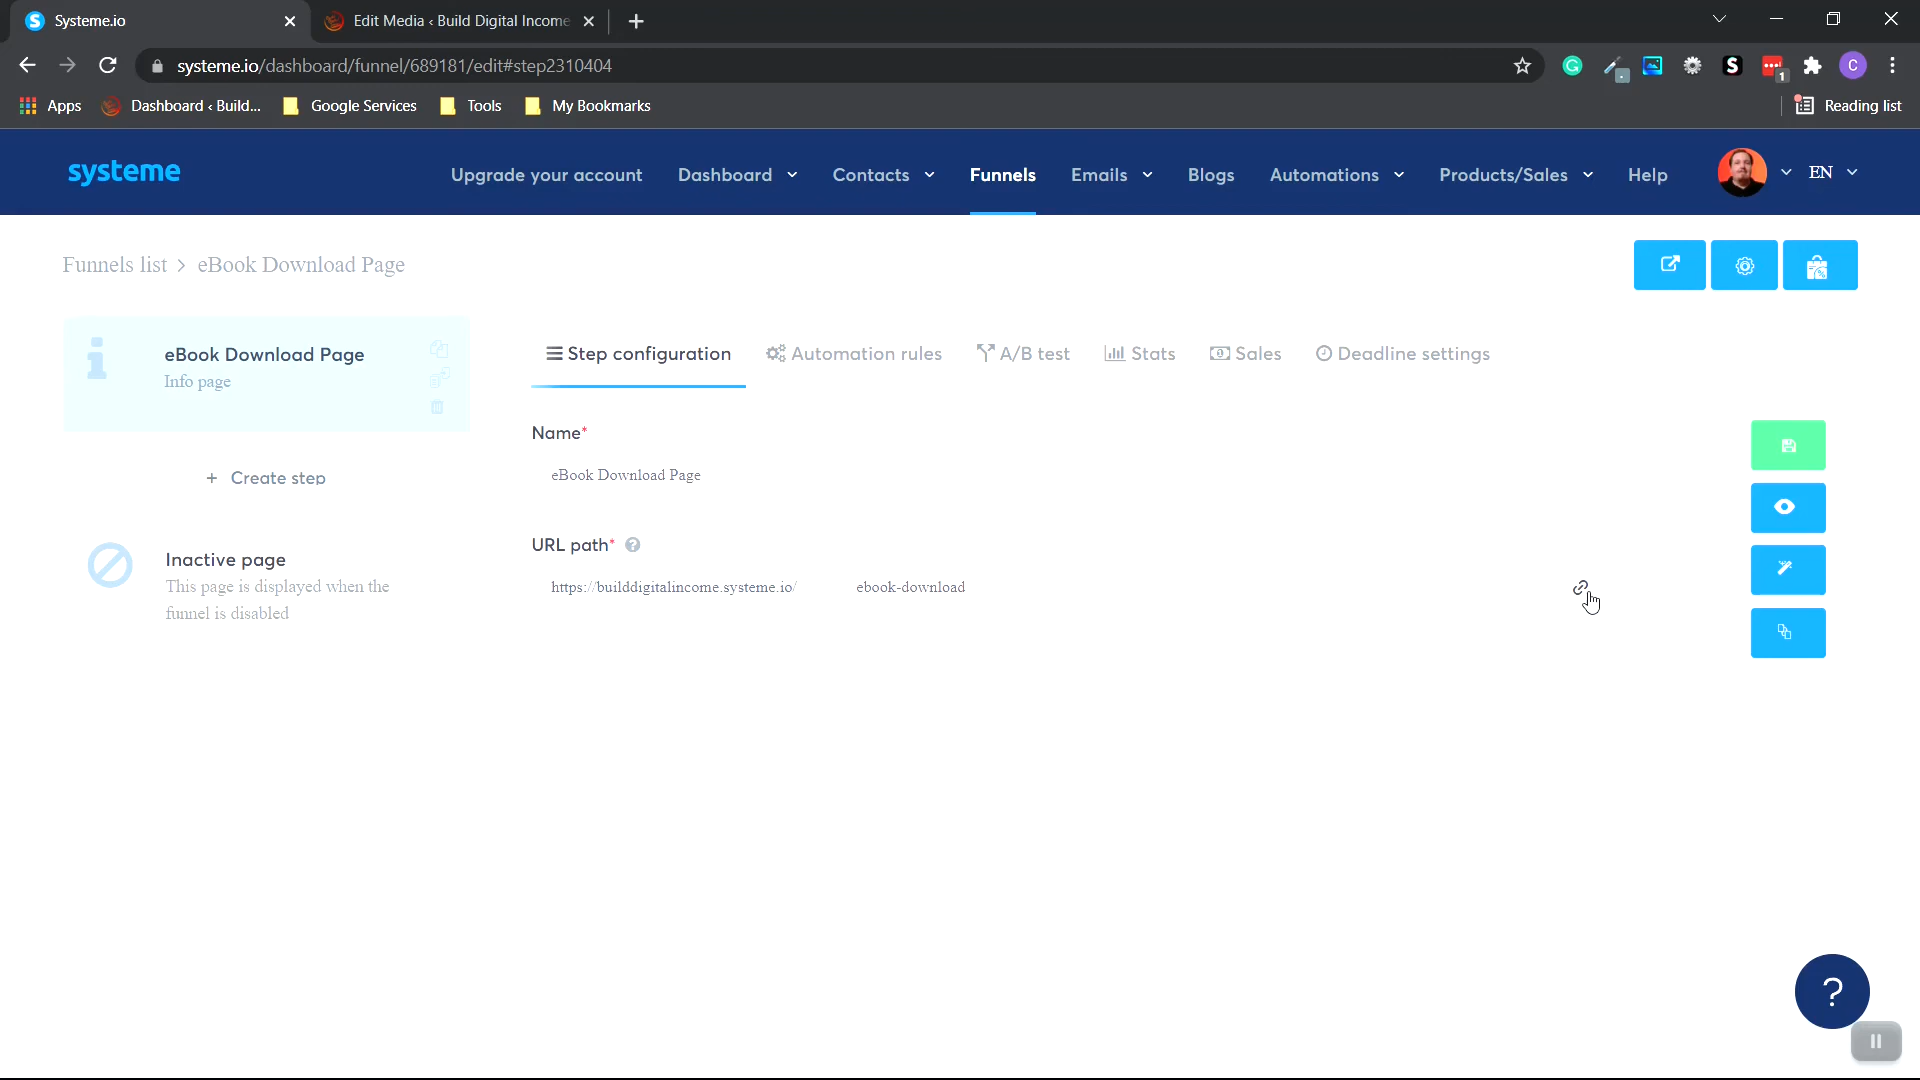 Systeme.io
Edit Media ‹ Build Digital Income
systeme.io/dashboard/funnel/689181/edit#step2310404
1
C
Apps
Dashboard ‹ Build...
Google Services
Tools
My Bookmarks
Reading list
systeme
Upgrade your account
Dashboard
Contacts
Funnels
Emails
Blogs
Automations
Products/Sales
Help
EN
Funnels list > eBook Download Page
eBook Download Page
Info page
+ Create step
Inactive page
This page is displayed when the
funnel is disabled
Step configuration
Automation rules
A/B test
Stats
Sales
Deadline settings
Name*
eBook Download Page
URL path* ?
https://builddigitalincome.systeme.io/
ebook-download
?